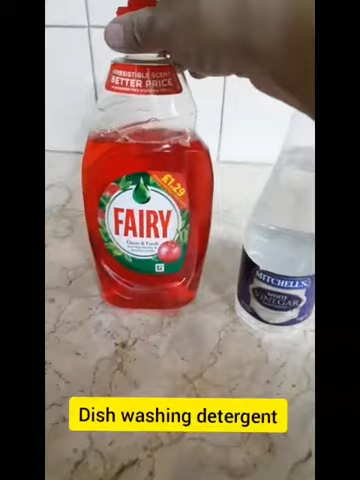 IRRESISTIBLE SCENT
BETTER PRICE
£1.29
FAIRY
Clean & Fresh
MITCHELL'S
WHITE
VINEGAR
Dish washing detergent